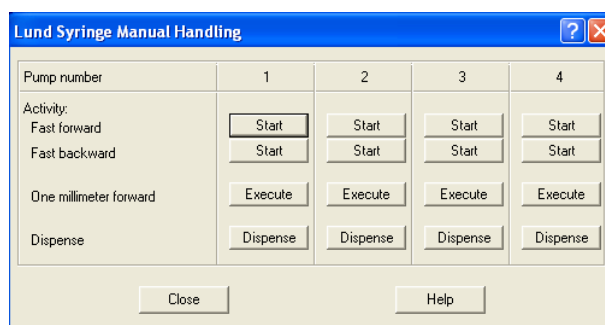 Lund Syringe Manual Handling
Pump number 1 2 3 4
Activity:
Fast forward Start Start Start Start
Fast backward Start Start Start Start
One millimeter forward Execute Execute Execute Execute
Dispense Dispense Dispense Dispense Dispense
Close Help